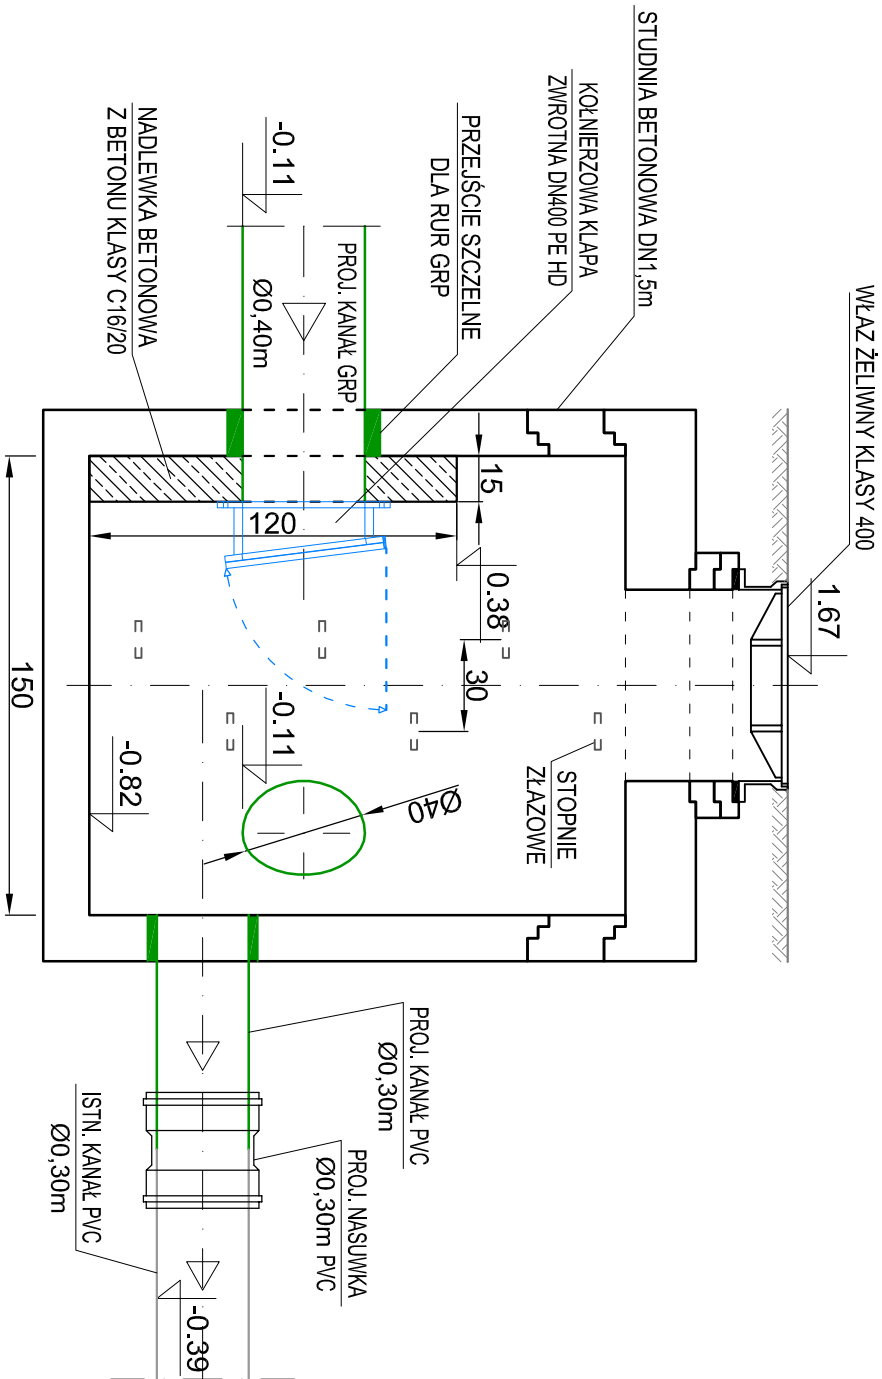 WŁAZ ŻELIWNY KLASY 400
1.67
STUDNIA BETONOWA DN1,5m
KOŁNIERZOWA KLAPA
ZWROTNA DN400 PE HD
PRZEJŚCIE SZCZELNE
DLA RUR GRP
-0.11
PROJ. KANAŁ GRP
Ø0,40m
NADLEWKA BETONOWA
Z BETONU KLASY C16/20
15
0.38
120
30
STOPNIE
ZŁAZOWE
-0.11
Ø40
-0.82
150
PROJ. KANAŁ PVC
Ø0,30m
PROJ. NASUWKA
Ø0,30m PVC
ISTN. KANAŁ PVC
Ø0,30m
-0.39